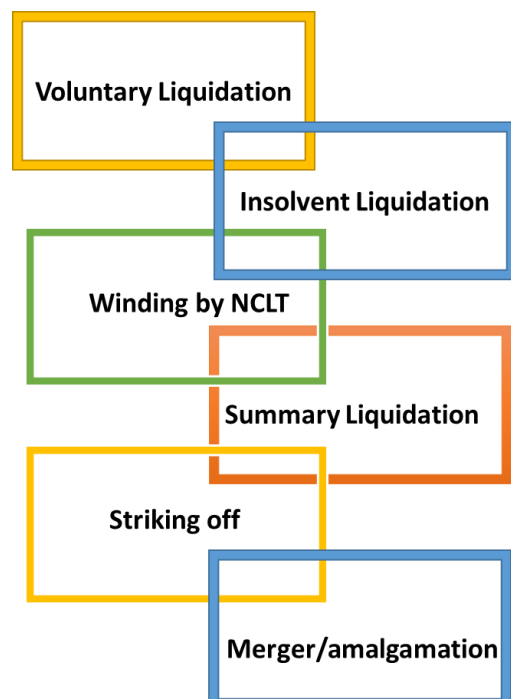 Voluntary Liquidation
Insolvent Liquidation
Winding by NCLT
Summary Liquidation
Striking off
Merger/amalgamation